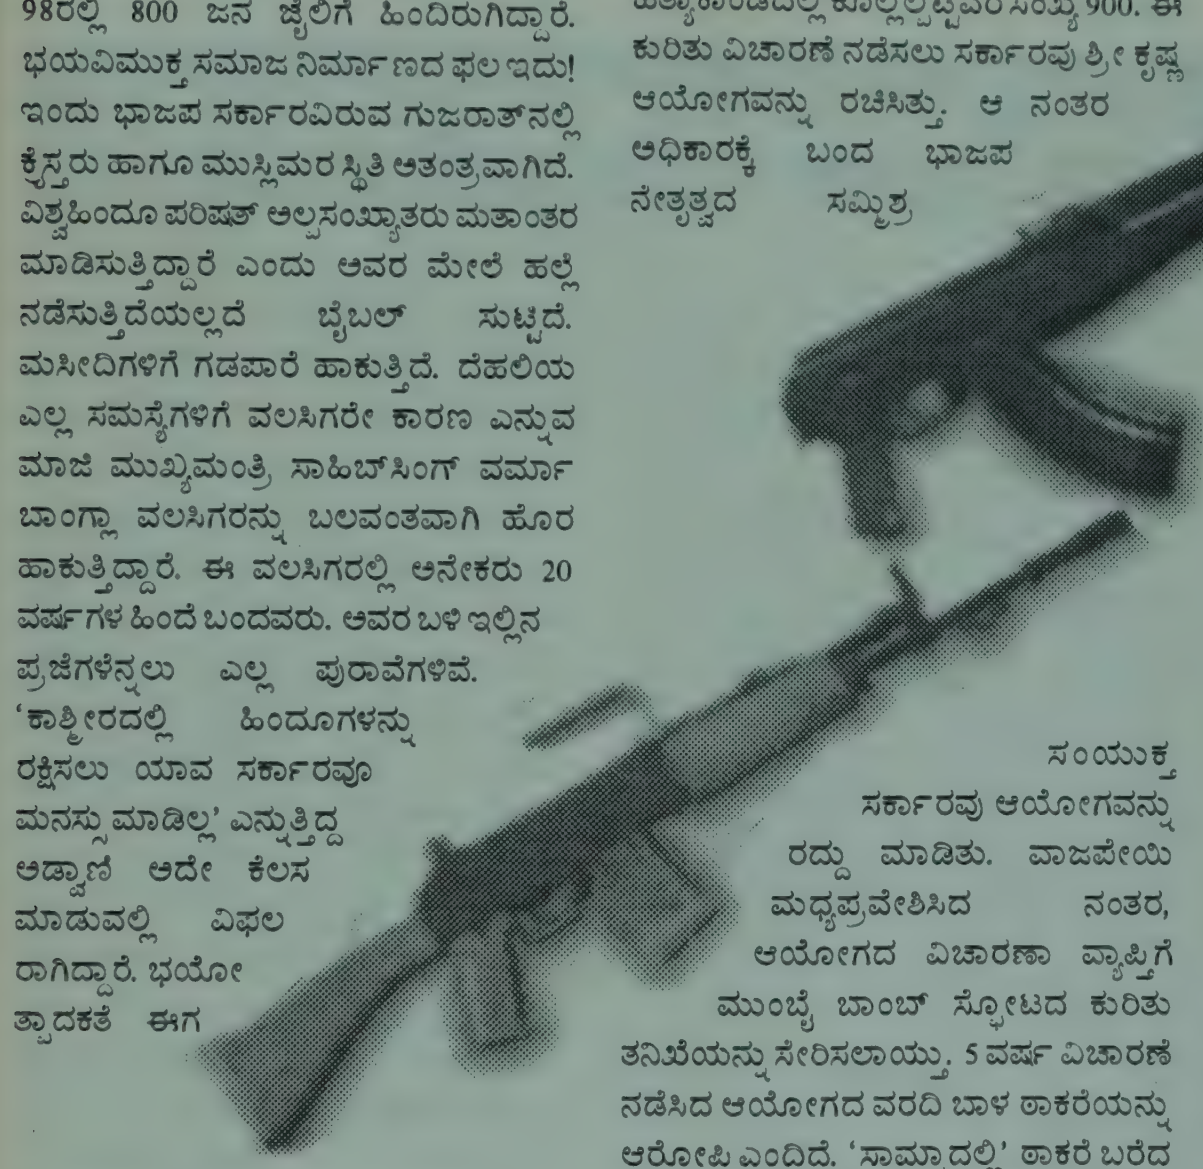 98ರಲ್ಲಿ 800 ಜನ ಜೈಲಿಗೆ ಹಿಂದಿರುಗಿದ್ದಾರೆ.
ಭಯವಿಮುಕ್ತ ಸಮಾಜ ನಿರ್ಮಾಣದ ಫಲ ಇದು!
ಇಂದು ಭಾಜಪ ಸರ್ಕಾರವಿರುವ ಗುಜರಾತ್‌ನಲ್ಲಿ
ಕ್ರೈಸ್ತರು ಹಾಗೂ ಮುಸ್ಲಿಮರ ಸ್ಥಿತಿ ಅತಂತ್ರವಾಗಿದೆ.
ವಿಶ್ವಹಿಂದೂ ಪರಿಷತ್ ಅಲ್ಪಸಂಖ್ಯಾತರು ಮತಾಂತರ
ಮಾಡಿಸುತ್ತಿದ್ದಾರೆ ಎಂದು ಅವರ ಮೇಲೆ ಹಲ್ಲೆ
ನಡೆಸುತ್ತಿದೆಯಲ್ಲದೆ ಬೈಬಲ್ ಸುಟ್ಟಿದೆ.
ಮಸೀದಿಗಳಿಗೆ ಗಡಪಾರೆ ಹಾಕುತ್ತಿದೆ. ದೆಹಲಿಯ
ಎಲ್ಲ ಸಮಸ್ಯೆಗಳಿಗೆ ವಲಸಿಗರೇ ಕಾರಣ ಎನ್ನುವ
ಮಾಜಿ ಮುಖ್ಯಮಂತ್ರಿ ಸಾಹಿಬ್‌ಸಿಂಗ್ ವರ್ಮಾ
ಬಾಂಗ್ಲಾ ವಲಸಿಗರನ್ನು ಬಲವಂತವಾಗಿ ಹೊರ
ಹಾಕುತ್ತಿದ್ದಾರೆ. ಈ ವಲಸಿಗರಲ್ಲಿ ಅನೇಕರು 20
ವರ್ಷಗಳ ಹಿಂದೆ ಬಂದವರು. ಅವರ ಬಳಿ ಇಲ್ಲಿನ
ಪ್ರಜೆಗಳೆನ್ನಲು ಎಲ್ಲ ಪುರಾವೆಗಳಿವೆ.
‘ಕಾಶ್ಮೀರದಲ್ಲಿ ಹಿಂದೂಗಳನ್ನು
ರಕ್ಷಿಸಲು ಯಾವ ಸರ್ಕಾರವೂ
ಮನಸ್ಸು ಮಾಡಿಲ್ಲ’ ಎನ್ನುತ್ತಿದ್ದ
ಅಡ್ವಾಣಿ ಅದೇ ಕೆಲಸ
ಮಾಡುವಲ್ಲಿ ವಿಫಲ
ರಾಗಿದ್ದಾರೆ. ಭಯೋ
ತ್ಪಾದಕತೆ ಈಗ
ಹತ್ಯಾಕಾಂಡದಲ್ಲಿ ಕೊಲ್ಲಲ್ಪಟ್ಟವರ ಸಂಖ್ಯೆ 900. ಈ
ಕುರಿತು ವಿಚಾರಣೆ ನಡೆಸಲು ಸರ್ಕಾರವು ಶ್ರೀ ಕೃಷ್ಣ
ಆಯೋಗವನ್ನು ರಚಿಸಿತ್ತು. ಆ ನಂತರ
ಅಧಿಕಾರಕ್ಕೆ ಬಂದ ಭಾಜಪ
ನೇತೃತ್ವದ ಸಮ್ಮಿಶ್ರ
ಸಂಯುಕ್ತ
ಸರ್ಕಾರವು ಆಯೋಗವನ್ನು
ರದ್ದು ಮಾಡಿತು. ವಾಜಪೇಯಿ
ಮಧ್ಯಪ್ರವೇಶಿಸಿದ ನಂತರ,
ಆಯೋಗದ ವಿಚಾರಣಾ ವ್ಯಾಪ್ತಿಗೆ
ಮುಂಬೈ ಬಾಂಬ್ ಸ್ಫೋಟದ ಕುರಿತು
ತನಿಖೆಯನ್ನು ಸೇರಿಸಲಾಯ್ತು. 5 ವರ್ಷ ವಿಚಾರಣೆ
ನಡೆಸಿದ ಆಯೋಗದ ವರದಿ ಬಾಳ ಠಾಕರೆಯನ್ನು
ಆರೋಪಿ ಎಂದಿದೆ. ‘ಸಾಮ್ನಾದಲ್ಲಿ’ ಠಾಕರೆ ಬರೆದ